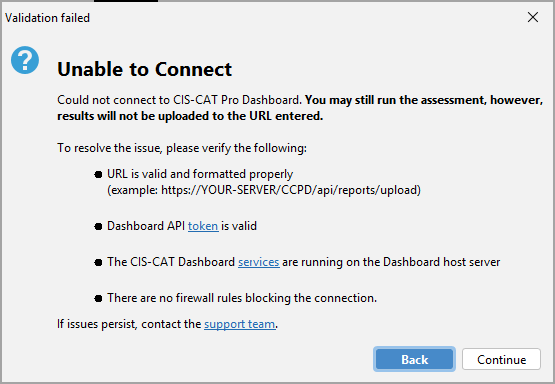 Validation failed
Unable to Connect
Could not connect to CIS-CAT Pro Dashboard. You may still run the assessment, however,
results will not be uploaded to the URL entered.
To resolve the issue, please verify the following:
● URL is valid and formatted properly
(example: https://YOUR-SERVER/CCPD/api/reports/upload)
● Dashboard API token is valid
● The CIS-CAT Dashboard services are running on the Dashboard host server
● There are no firewall rules blocking the connection.
If issues persist, contact the support team.
Back Continue